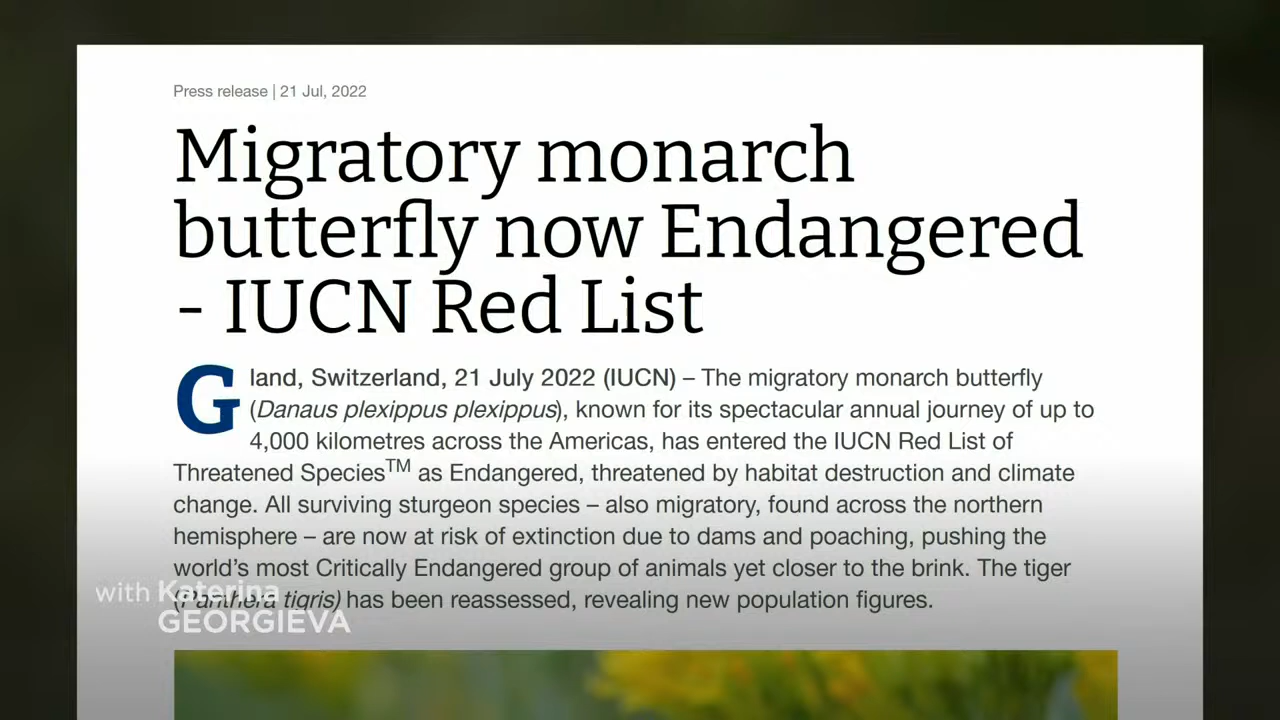 Press release | 21 Jul, 2022
Migratory monarch
butterfly now Endangered
- IUCN Red List
Gland, Switzerland, 21 July 2022 (IUCN) – The migratory monarch butterfly
(Danaus plexippus plexippus), known for its spectacular annual journey of up to
4,000 kilometres across the Americas, has entered the IUCN Red List of
Threatened Species™ as Endangered, threatened by habitat destruction and climate
change. All surviving sturgeon species – also migratory, found across the northern
hemisphere – are now at risk of extinction due to dams and poaching, pushing the
world’s most Critically Endangered group of animals yet closer to the brink. The tiger
(Panthera tigris) has been reassessed, revealing new population figures.
with Katerina
GEORGIEVA